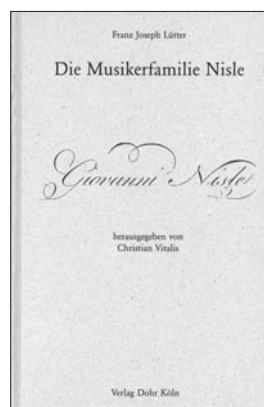 Franz Joseph Lütter
Die Musikerfamilie Nisle
Giovanni Nisle
herausgegeben von
Christian Vitalis
Verlag Dohr Köln